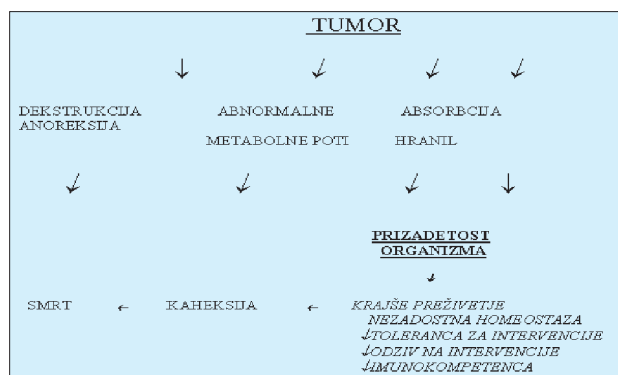 TUMOR
↓ ↙ ↙ ↙
DEKSTRUKCIJA ABNORMALNE ABSORBCIJA
ANOREKSIJA
METABOLNE POTI HRANIL
↙ ↙ ↙ ↓
PRIZADETOST
ORGANIZMA
↙
SMRT ← KAHEKSIJA ← KRAJŠE PREŽIVETJE
NEZADOSTNA HOMEOSTAZA
↓TOLERANCA ZA INTERVENCIJE
↓ODZIV NA INTERVENCIJE
↓IMUNOKOMPETENCA